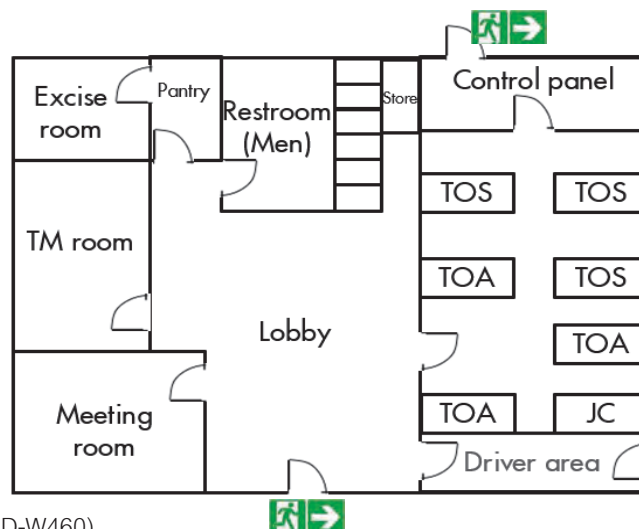 Excise
room
Pantry
Restroom
(Men)
Store
Control panel
TOS
TOS
TM room
TOA
TOS
Lobby
TOA
Meeting
room
TOA
JC
Driver area
D-W460)